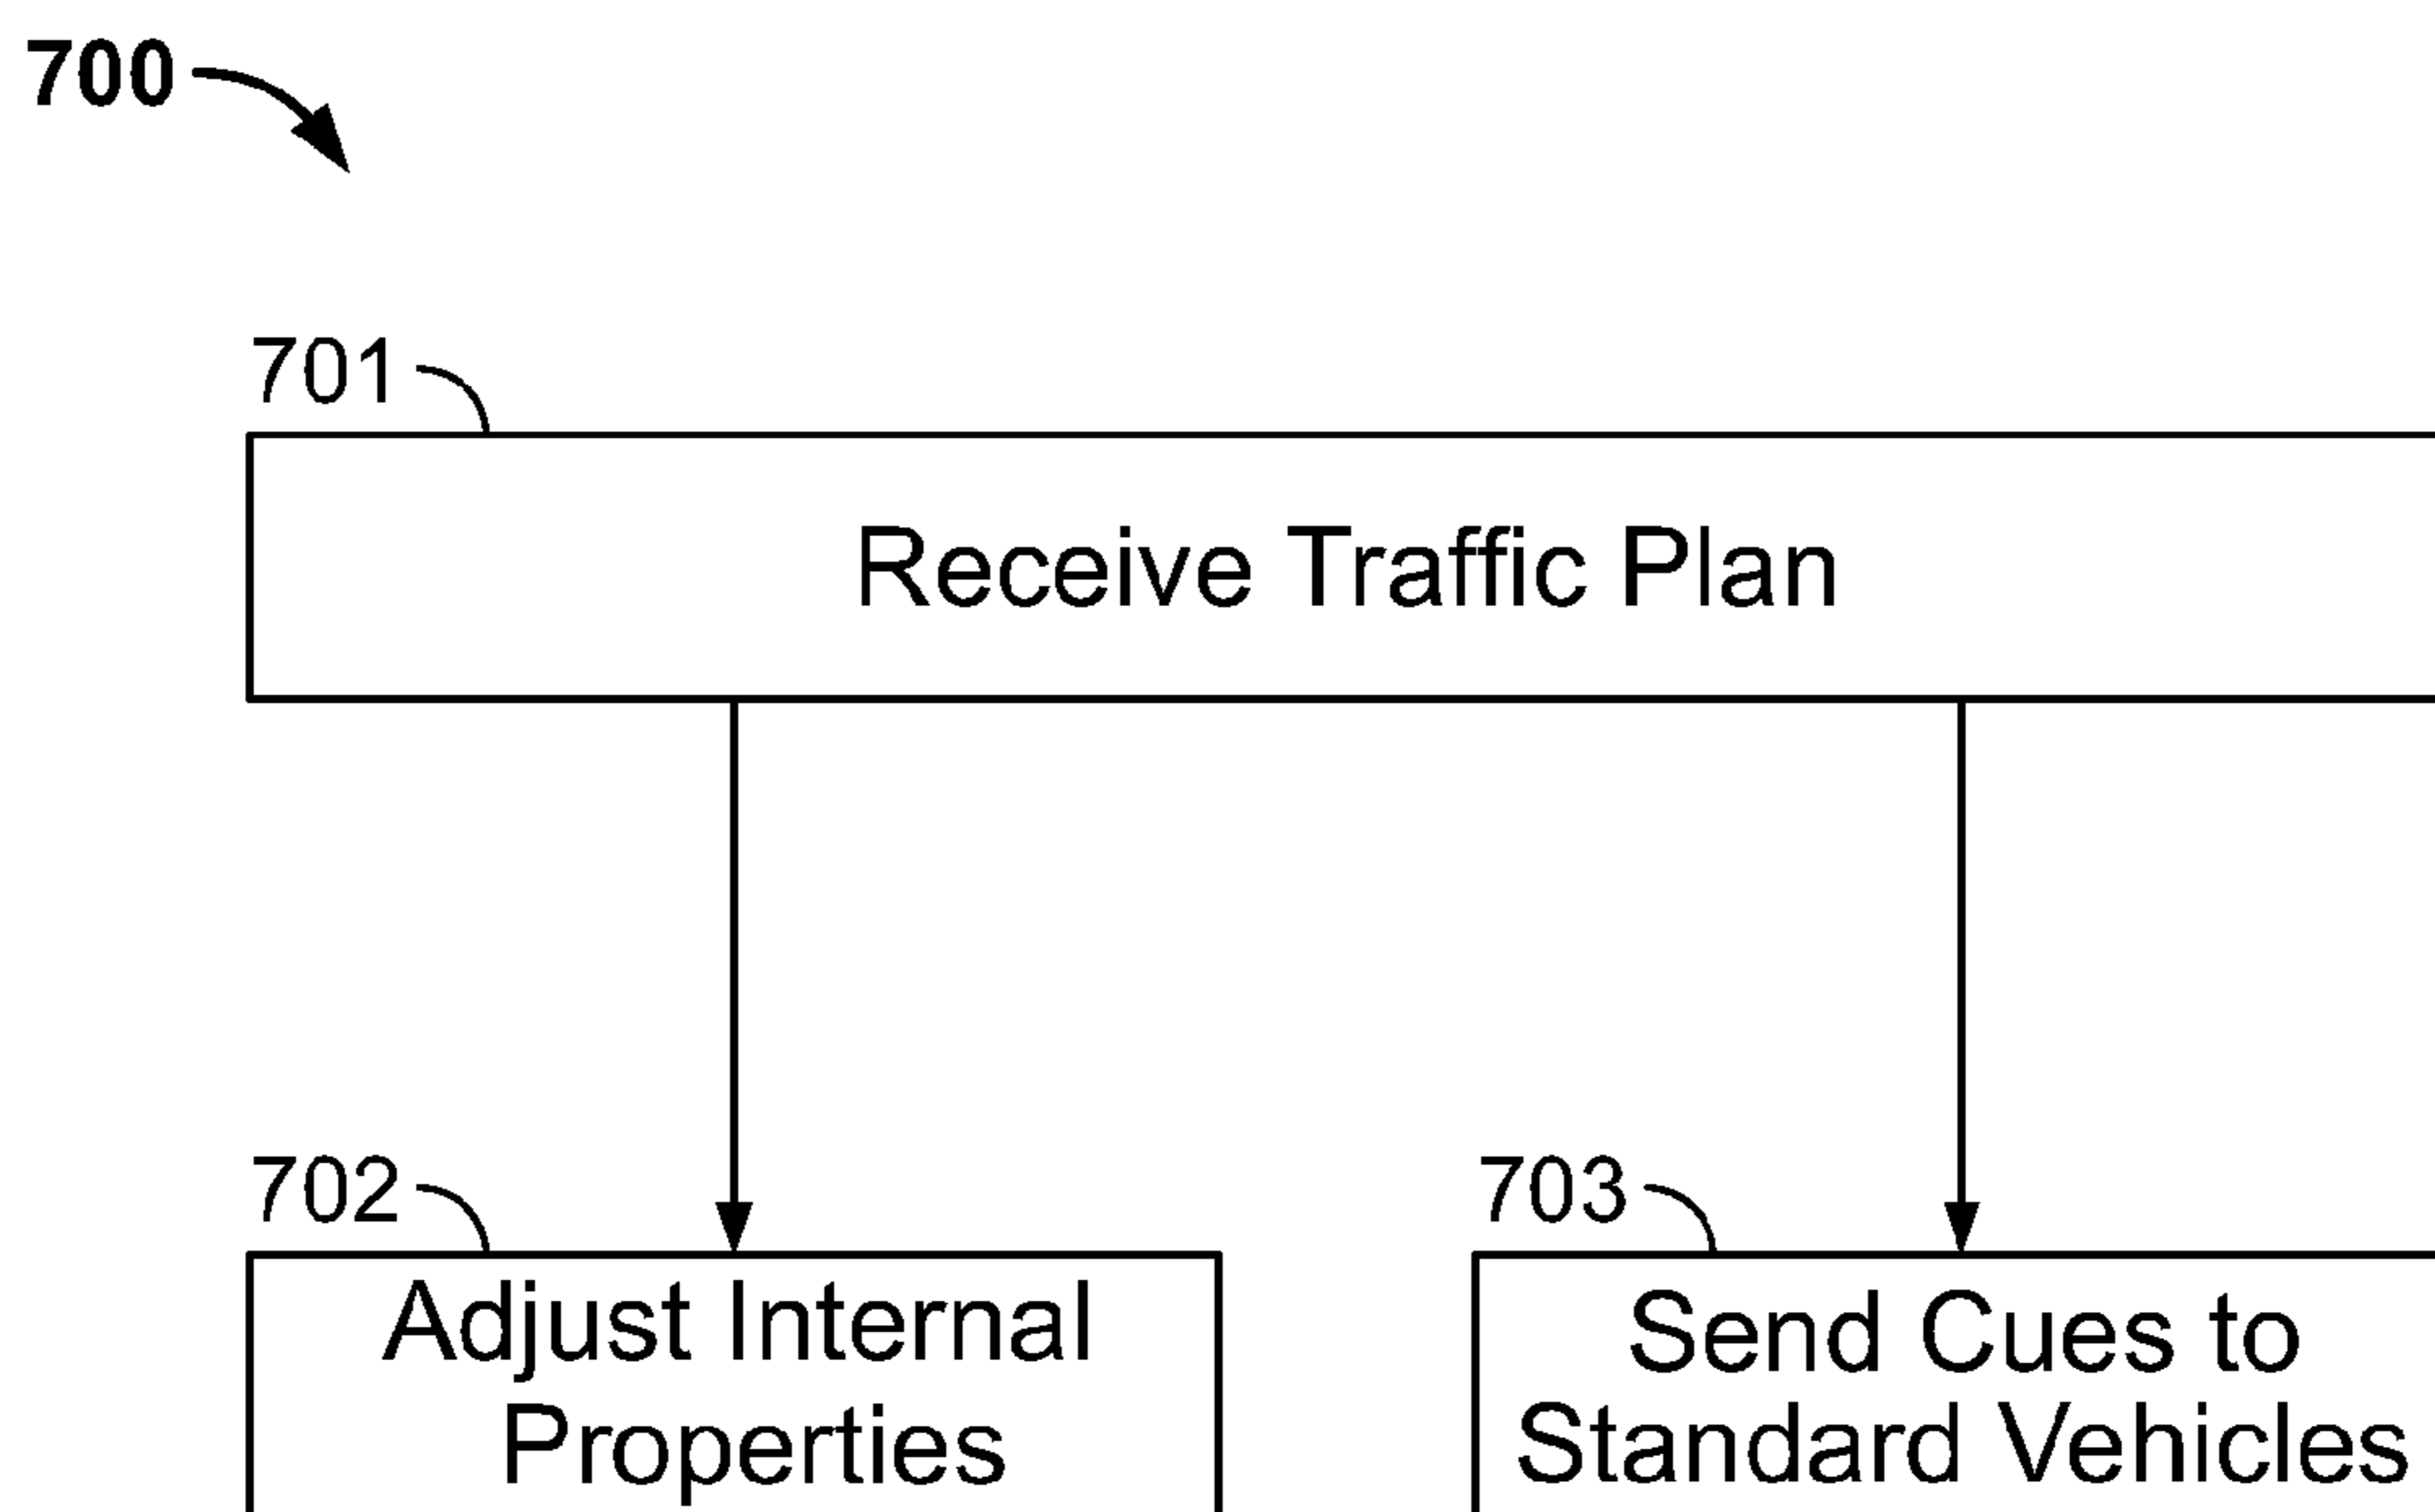 700
701
Receive Traffic Plan
702
Adjust Internal
Properties
703
Send Cues to
Standard Vehicles